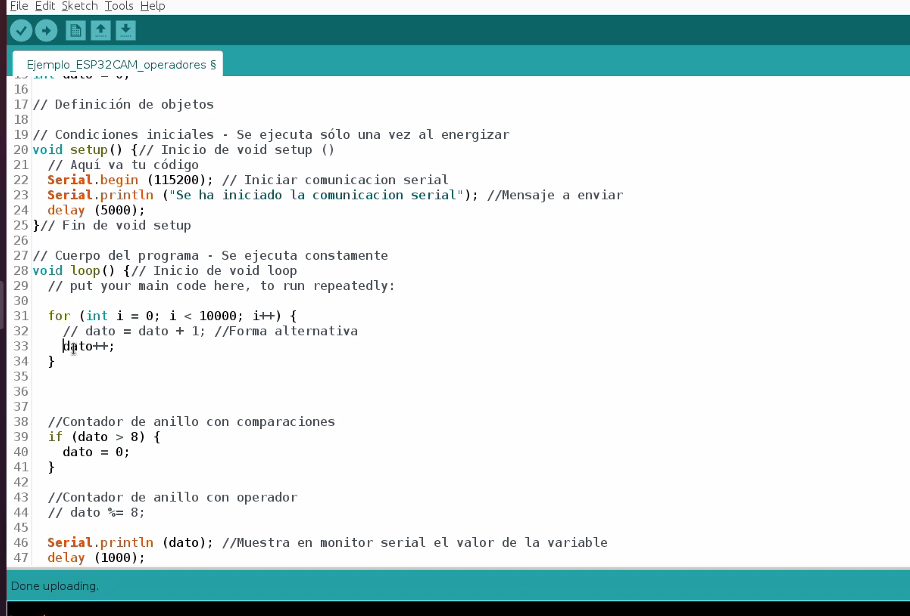 File Edit Sketch Tools Help
Ejemplo_ESP32CAM_operadores §
15 int dato = 0;
16
17 // Definición de objetos
18
19 // Condiciones iniciales - Se ejecuta sólo una vez al energizar
20 void setup() {// Inicio de void setup ()
21 // Aquí va tu código
22 Serial.begin (115200); // Iniciar comunicacion serial
23 Serial.println ("Se ha iniciado la comunicacion serial"); //Mensaje a enviar
24 delay (5000);
25 }// Fin de void setup
26
27 // Cuerpo del programa - Se ejecuta constamente
28 void loop() {// Inicio de void loop
29 // put your main code here, to run repeatedly:
30
31 for (int i = 0; i < 10000; i++) {
32 // dato = dato + 1; //Forma alternativa
33 dato++;
34 }
35
36
37
38 //Contador de anillo con comparaciones
39 if (dato > 8) {
40 dato = 0;
41 }
42
43 //Contador de anillo con operador
44 // dato %= 8;
45
46 Serial.println (dato); //Muestra en monitor serial el valor de la variable
47 delay (1000);
Done uploading.